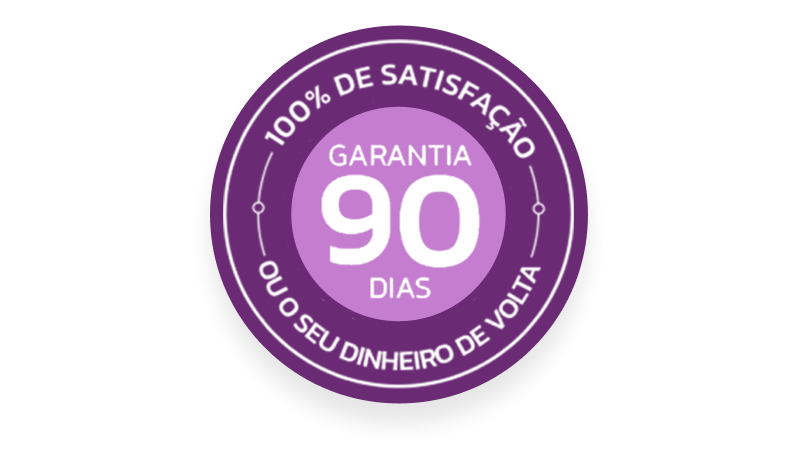 100% DE SATISFAÇÃO
GARANTIA
90
DIAS
OU O SEU DINHEIRO DE VOLTA